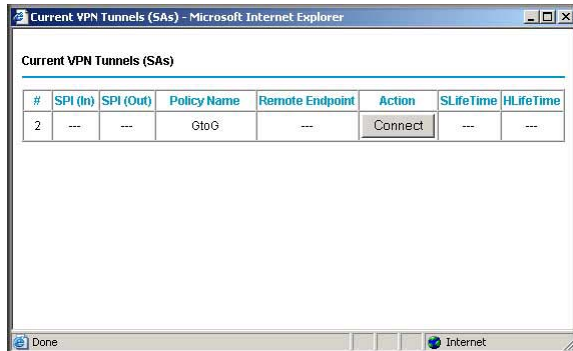 Current VPN Tunnels (SAs) - Microsoft Internet Explorer
Current VPN Tunnels (SAs)
# SPI (In) SPI (Out) Policy Name Remote Endpoint Action SLifeTime HLifeTime
2 --- --- GtoG --- Connect --- ---
Done Internet